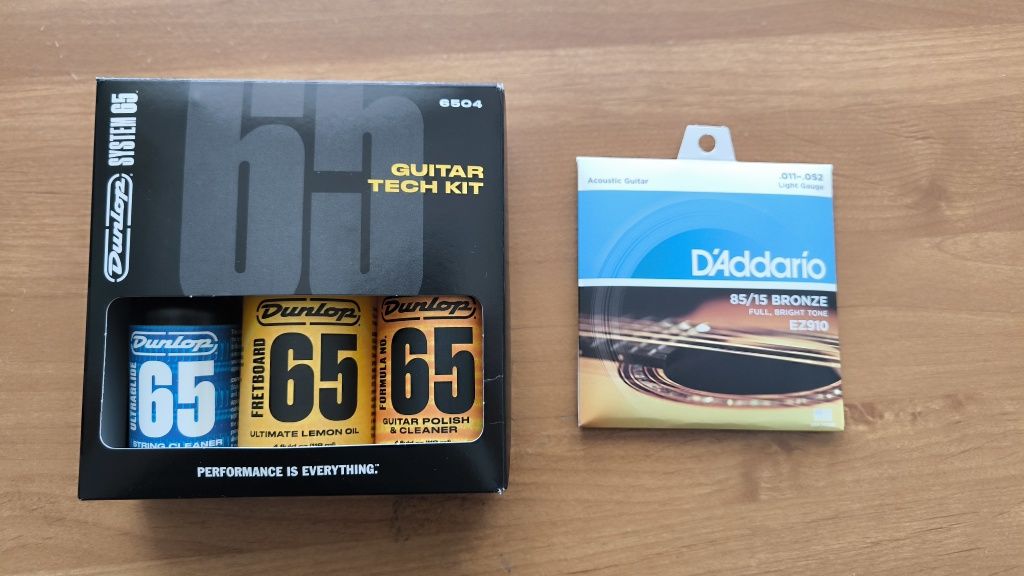 DUNLOP SYSTEM 65
65
6504
GUITAR
TECH KIT
DUNLOP
ULTRAGLIDE
65
STRING CLEANER
DUNLOP
FRETBOARD
65
ULTIMATE LEMON OIL
DUNLOP
FORMULA NO.
65
GUITAR POLISH
& CLEANER
PERFORMANCE IS EVERYTHING.™
Acoustic Guitar
.011–.052
Light Gauge
D'Addario
85/15 BRONZE
FULL, BRIGHT TONE
EZ910